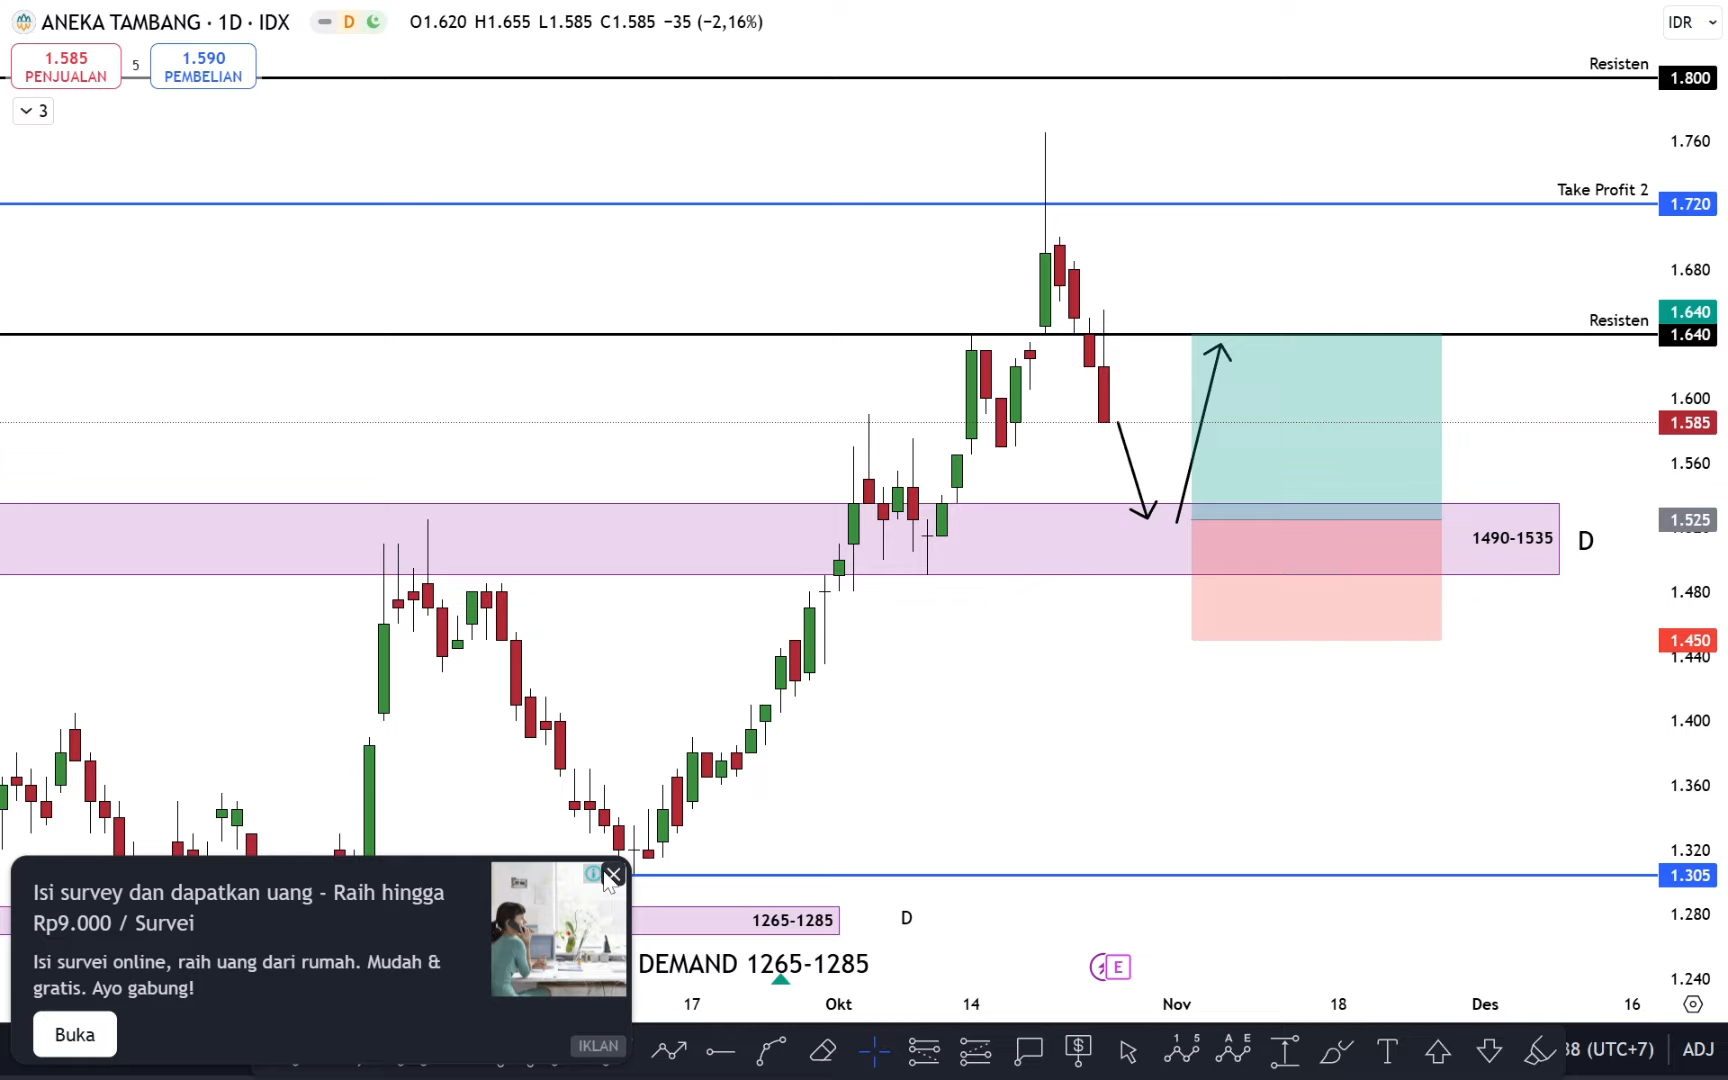 ANEKA TAMBANG · 1D · IDX
D
O1.620 H1.655 L1.585 C1.585 −35 (−2,16%)
IDR
1.585
PENJUALAN
5
1.590
PEMBELIAN
3
Resisten
1.800
1.760
Take Profit 2
1.720
1.680
1.640
Resisten
1.640
1.600
1.585
1.560
1.525
1490-1535
D
1.480
1.450
1.440
1.400
1.360
1.320
1.305
1.280
1265-1285
D
DEMAND 1265-1285
E
1.240
17
Okt
14
Nov
18
Des
16
Isi survey dan dapatkan uang - Raih hingga
Rp9.000 / Survei
Isi survei online, raih uang dari rumah. Mudah &
gratis. Ayo gabung!
Buka
IKLAN
1 5
A E
$
T
38 (UTC+7)
ADJ